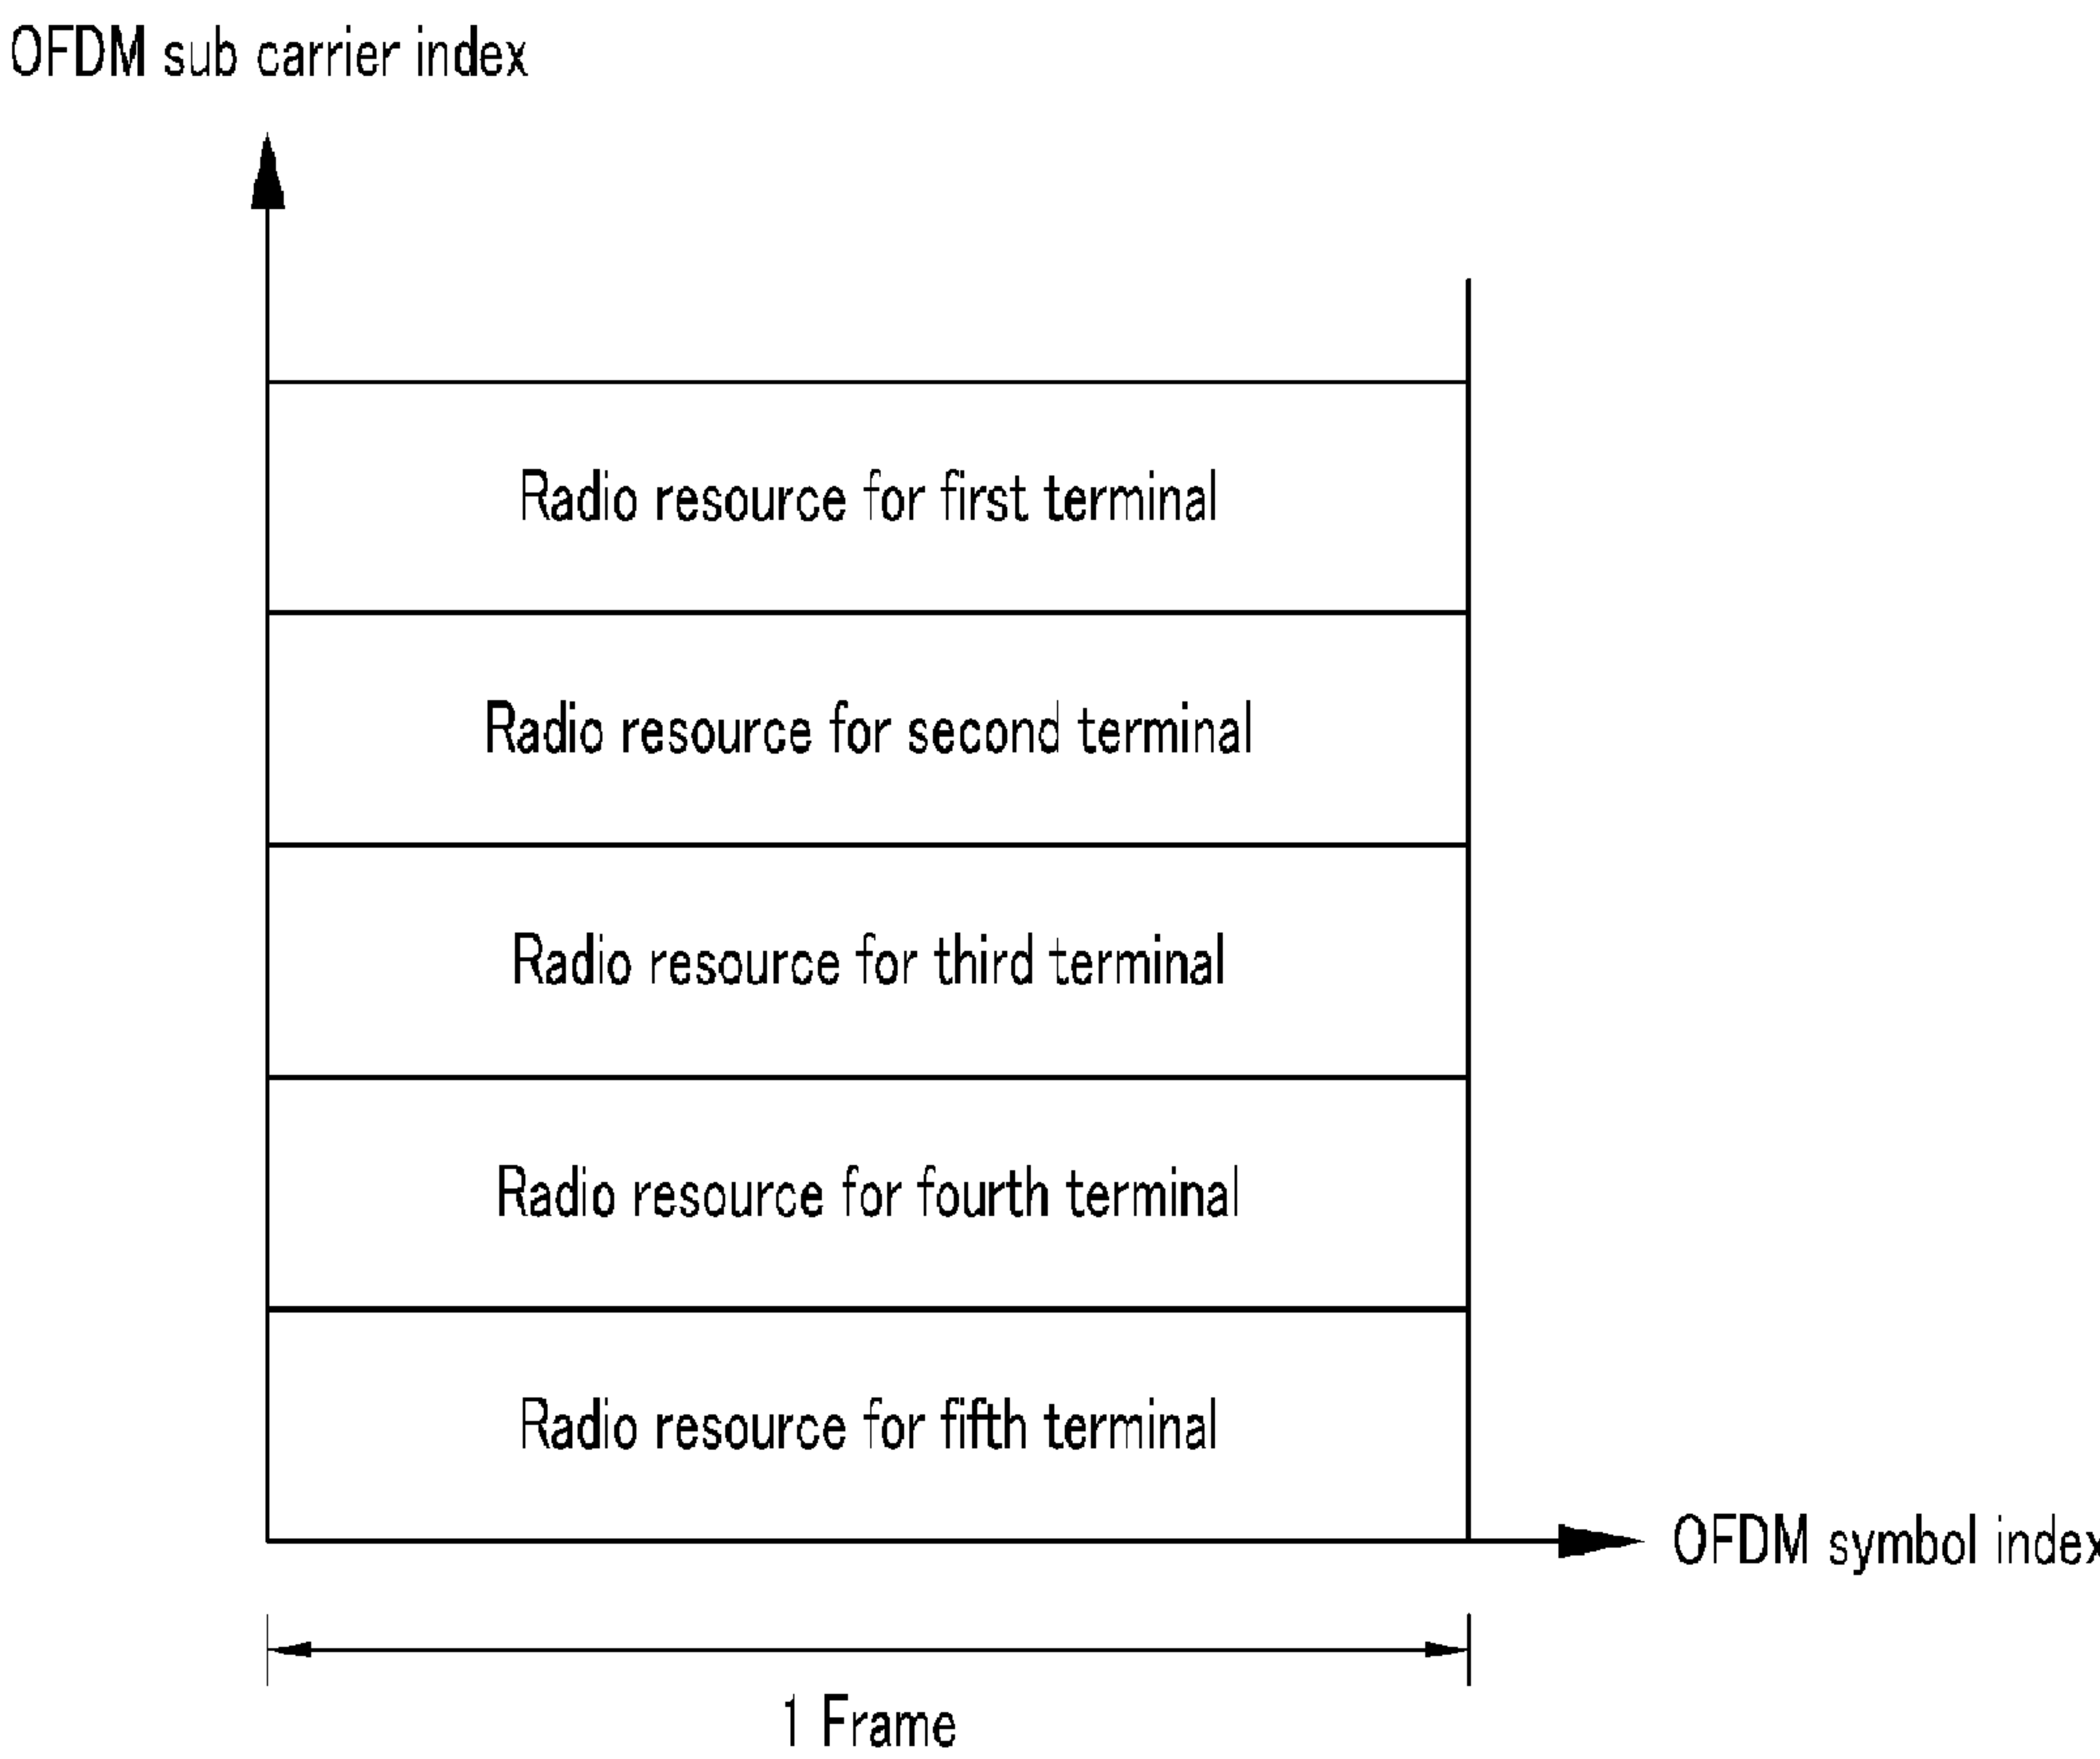 OFDM sub carrier index
Radio resource for first terminal
Radio resource for second terminal
Radio resource for third terminal
Radio resource for fourth terminal
Radio resource for fifth terminal
OFDM symbol index
1 Frame